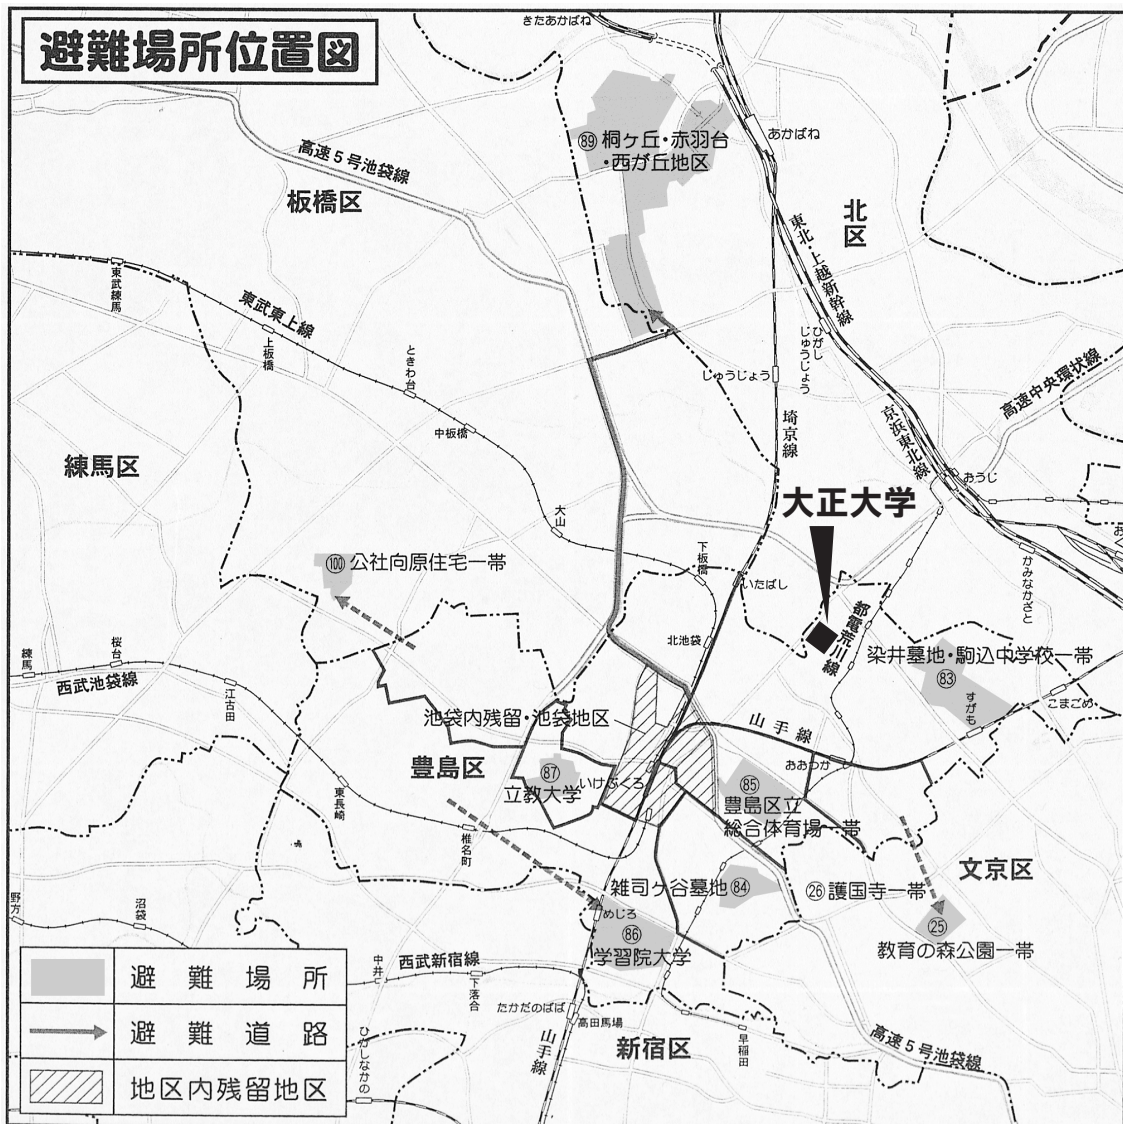 避難場所位置図
きたあかばね
あかばね
⑧⑨ 桐ヶ丘・赤羽台
・西が丘地区
高速5号池袋線
板橋区
北区
東北・上越新幹線
東武練馬
東武東上線
上板橋
ときわ台
中板橋
ひがし
じゅうじょう
じゅうじょう
埼京線
京浜東北線
高速中央環状線
練馬区
おうじ
大正大学
大山
下板橋
いたばし
かみなかざと
⑩⓪ 公社向原住宅一帯
都電荒川線
北池袋
染井墓地・駒込中学校一帯
83
すがも
こまごめ
練馬
桜台
西武池袋線
江古田
池袋内残留・池袋地区
山手線
おおつか
豊島区
87
立教大学
いけぶくろ
85
豊島区立
総合体育場一帯
東長崎
椎名町
文京区
雑司ヶ谷墓地 84
26 護国寺一帯
野方
沼袋
めじろ
86
学習院大学
25
教育の森公園一帯
中井
西武新宿線
下落合
たかだのばば
高田馬場
山手線
早稲田
新宿区
高速5号池袋線
ひがしなかの
避難場所
避難道路
地区内残留地区